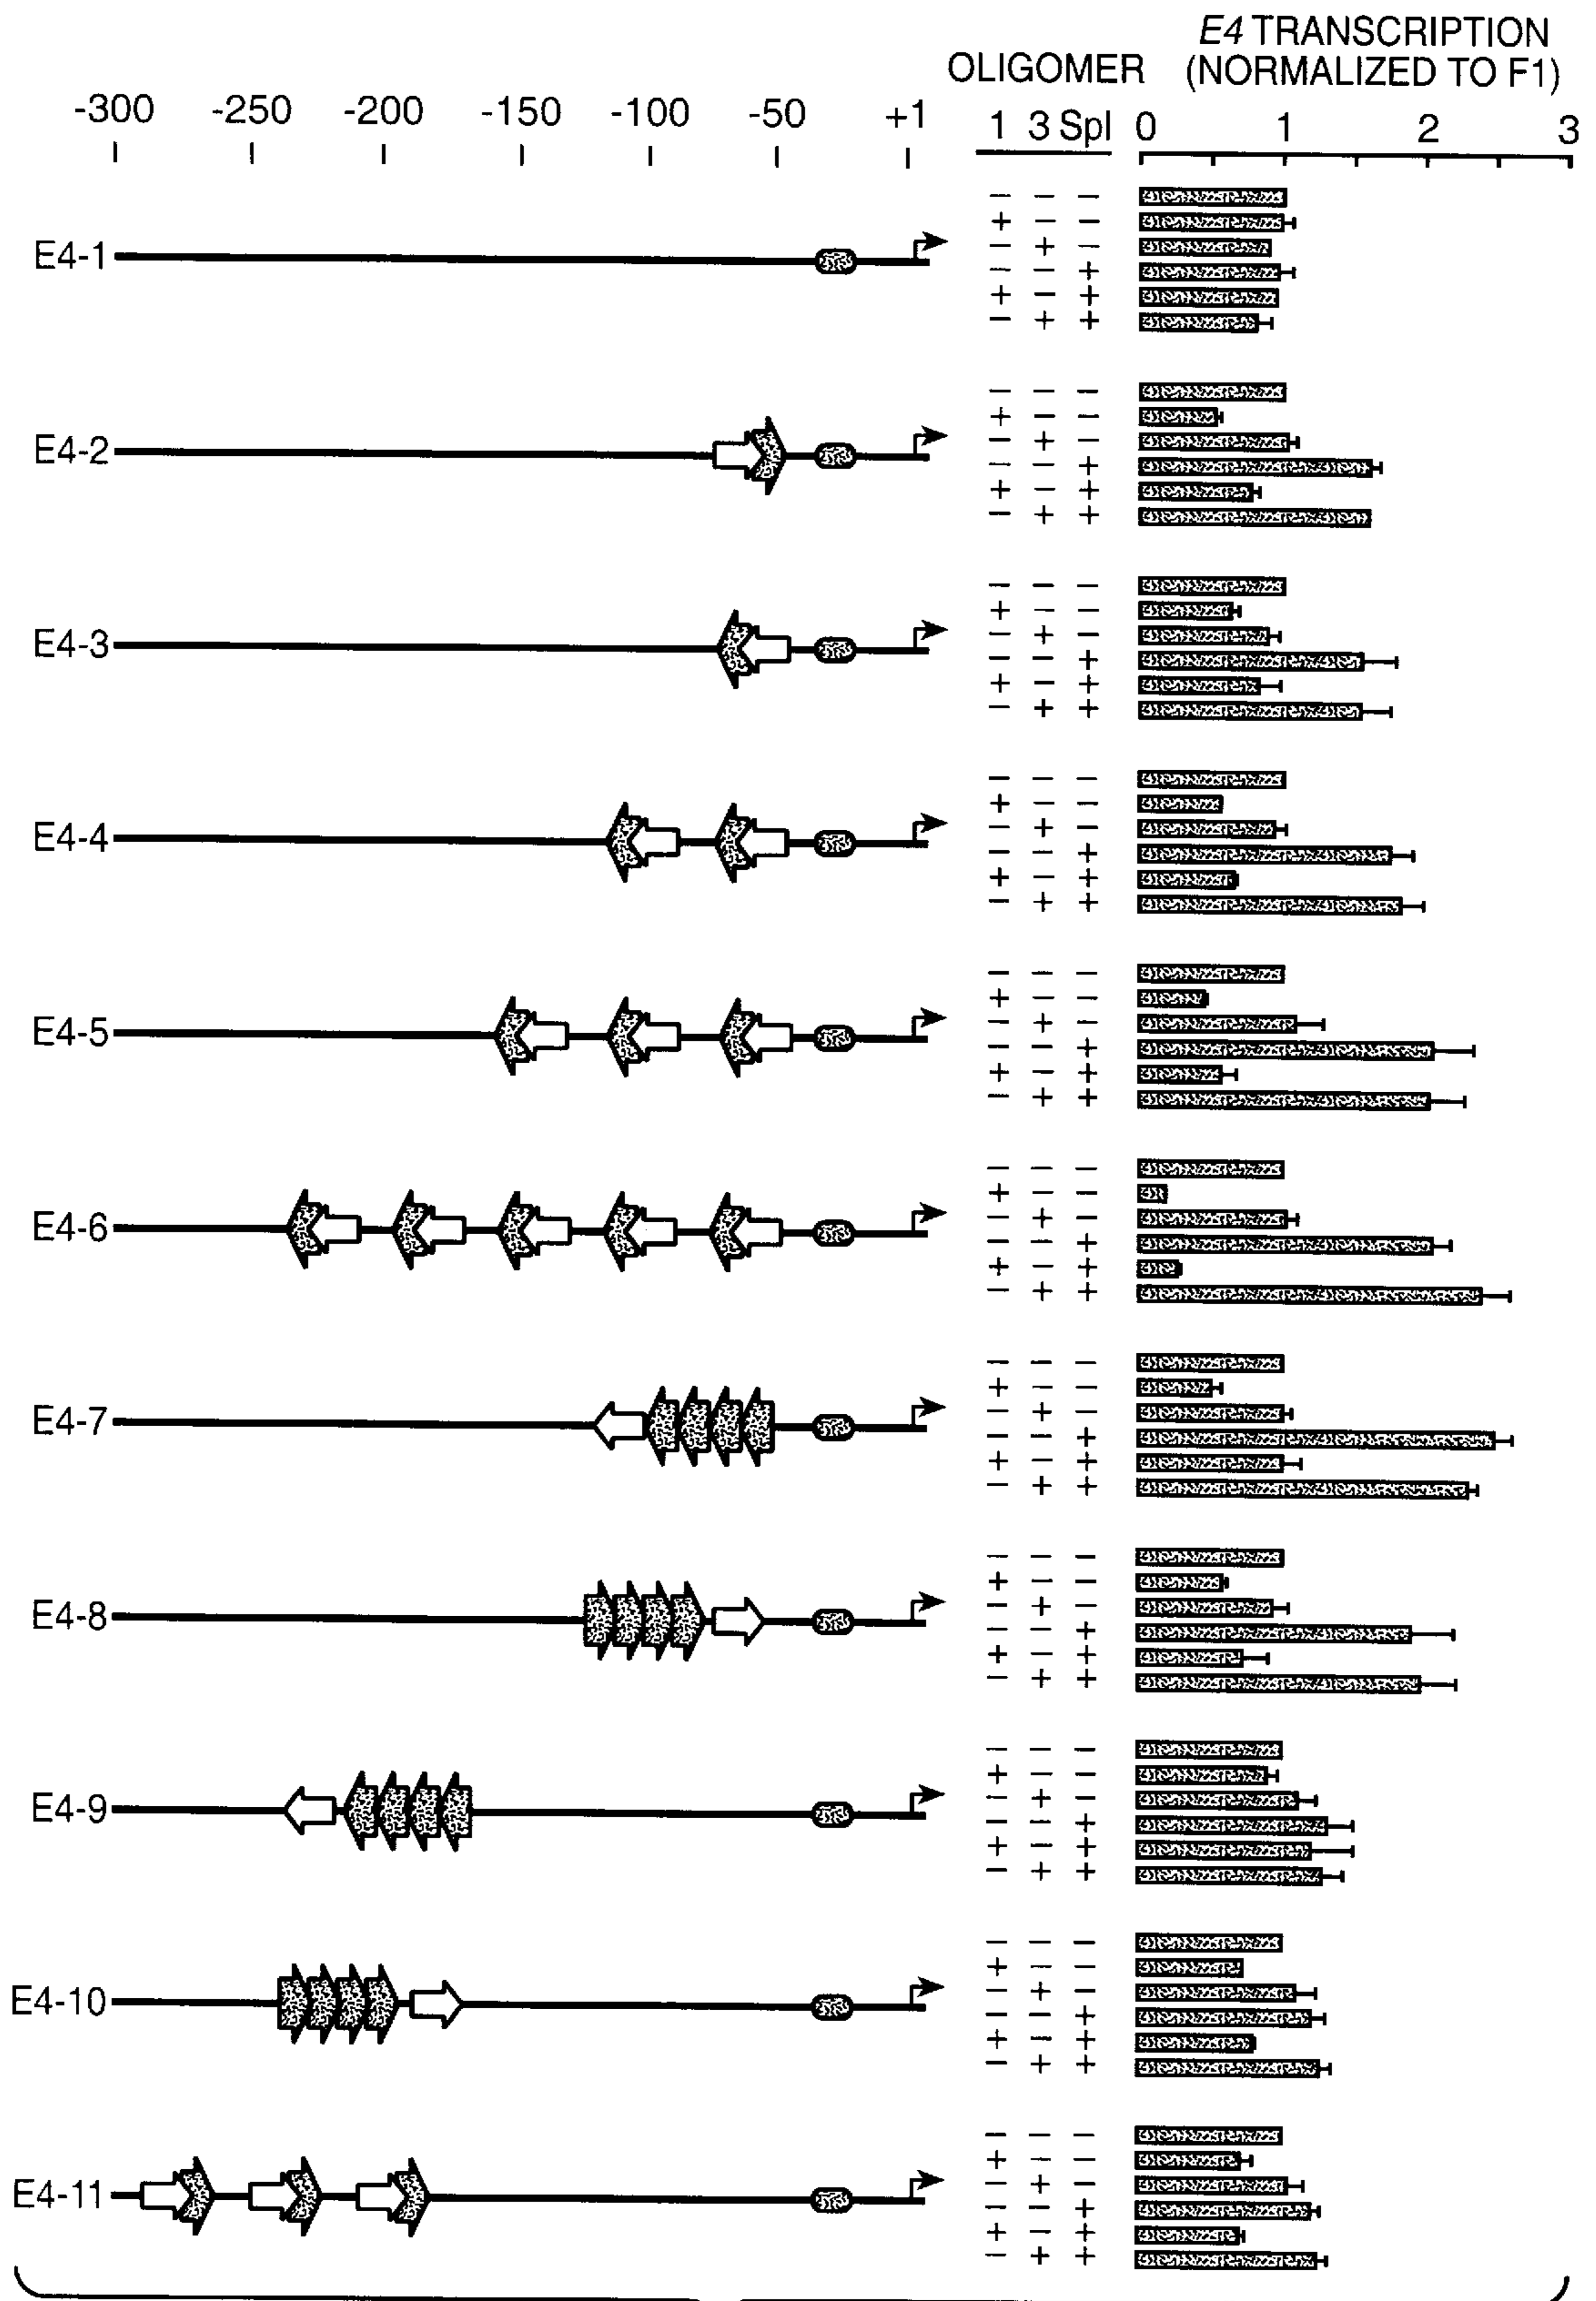 E4 TRANSCRIPTION
OLIGOMER (NORMALIZED TO F1)
-300 -250 -200 -150 -100 -50 +1 1 3 Spl 0 1 2 3
− − −
+ − −
− + −
E4-1
− − +
+ − +
− + +
− − −
+ − −
− + −
E4-2
− − +
+ − +
− + +
− − −
+ − −
− + −
E4-3
− − +
+ − +
− + +
− − −
+ − −
− + −
E4-4
− − +
+ − +
− + +
− − −
+ − −
− + −
E4-5
− − +
+ − +
− + +
− − −
+ − −
− + −
E4-6
− − +
+ − +
− + +
− − −
+ − −
− + −
E4-7
− − +
+ − +
− + +
− − −
+ − −
− + −
E4-8
− − +
+ − +
− + +
− − −
+ − −
− + −
E4-9
− − +
+ − +
− + +
− − −
+ − −
− + −
E4-10
− − +
+ − +
− + +
− − −
+ − −
− + −
E4-11
− − +
+ − +
− + +